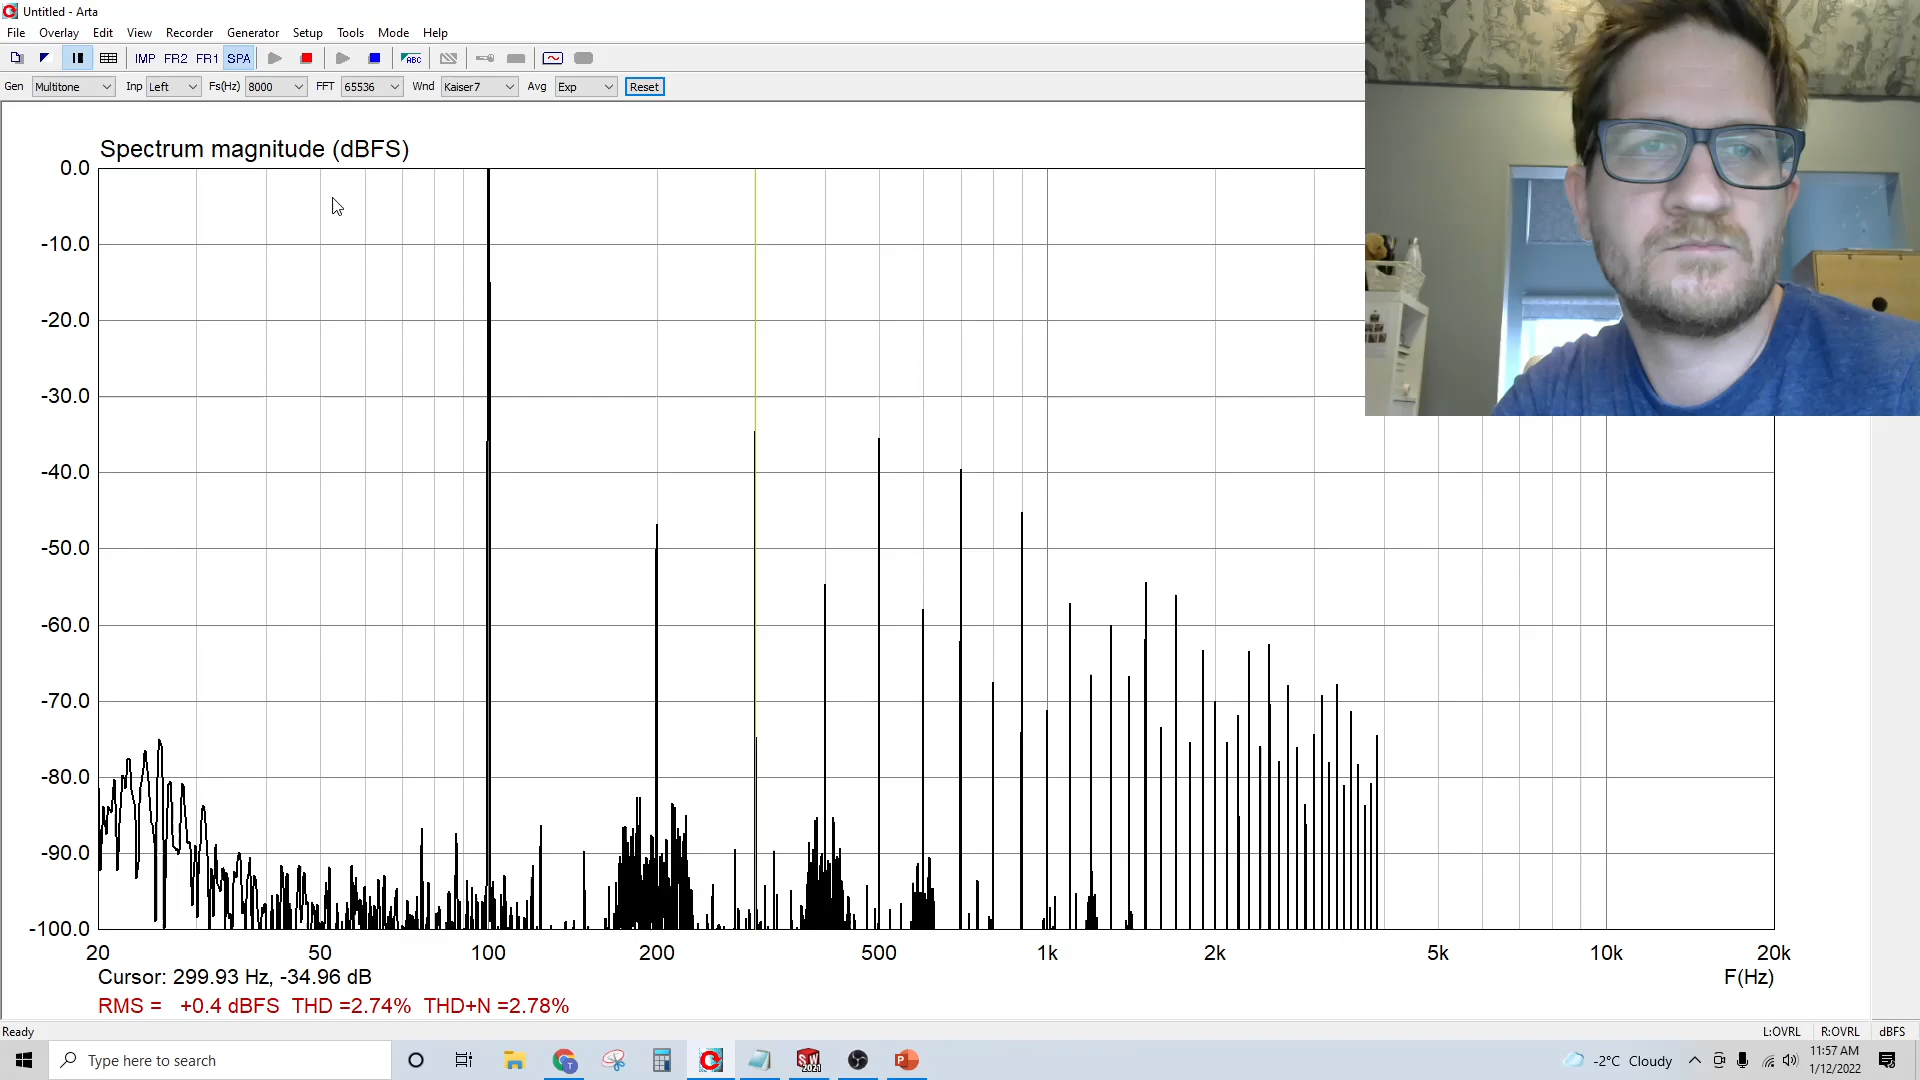 Untitled - Arta
File Overlay Edit View Recorder Generator Setup Tools Mode Help
IMP FR2 FR1 SPA ABC
Gen Multitone Inp Left Fs(Hz) 8000 FFT 65536 Wnd Kaiser7 Avg Exp Reset
Spectrum magnitude (dBFS)
0.0
-10.0
-20.0
-30.0
-40.0
-50.0
-60.0
-70.0
-80.0
-90.0
-100.0
20 50 100 200 500 1k 2k 5k 10k 20k
Cursor: 299.93 Hz, -34.96 dB F(Hz)
RMS = +0.4 dBFS THD =2.74% THD+N =2.78%
Ready L:OVRL R:OVRL dBFS
Type here to search -2°C Cloudy 11:57 AM
1/12/2022